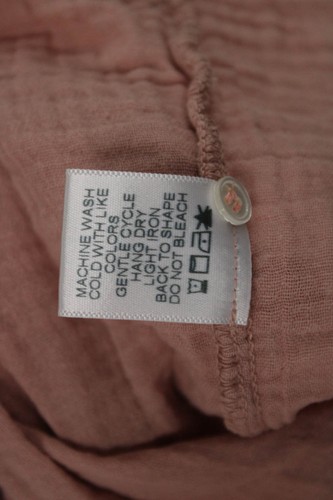 MACHINE WASH
COLD WITH LIKE
COLORS
GENTLE CYCLE
HANG DRY
LIGHT IRON
BACK TO SHAPE
DO NOT BLEACH